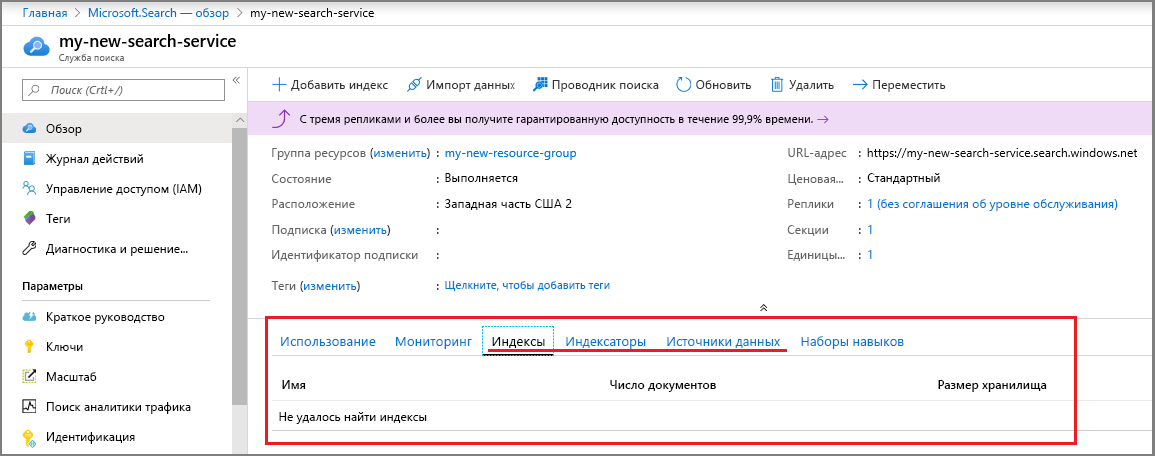 Главная > Microsoft.Search — обзор > my-new-search-service
my-new-search-service
Служба поиска
Поиск (Crtl+/)
«
Обзор
Журнал действий
Управление доступом (IAM)
Теги
Диагностика и решение...
Параметры
Краткое руководство
Ключи
Масштаб
Поиск аналитики трафика
Идентификация
Добавить индекс Импорт данных Проводник поиска Обновить Удалить Переместить
С тремя репликами и более вы получите гарантированную доступность в течение 99,9% времени. →
Группа ресурсов (изменить) : my-new-resource-group
Состояние : Выполняется
Расположение : Западная часть США 2
Подписка (изменить) :
Идентификатор подписки :
Теги (изменить) : Щелкните, чтобы добавить теги
URL-адрес : https://my-new-search-service.search.windows.net
Ценовая... : Стандартный
Реплики : 1 (без соглашения об уровне обслуживания)
Секции : 1
Единицы... : 1
Использование Мониторинг Индексы Индексаторы Источники данных Наборы навыков
Имя Число документов Размер хранилища
Не удалось найти индексы